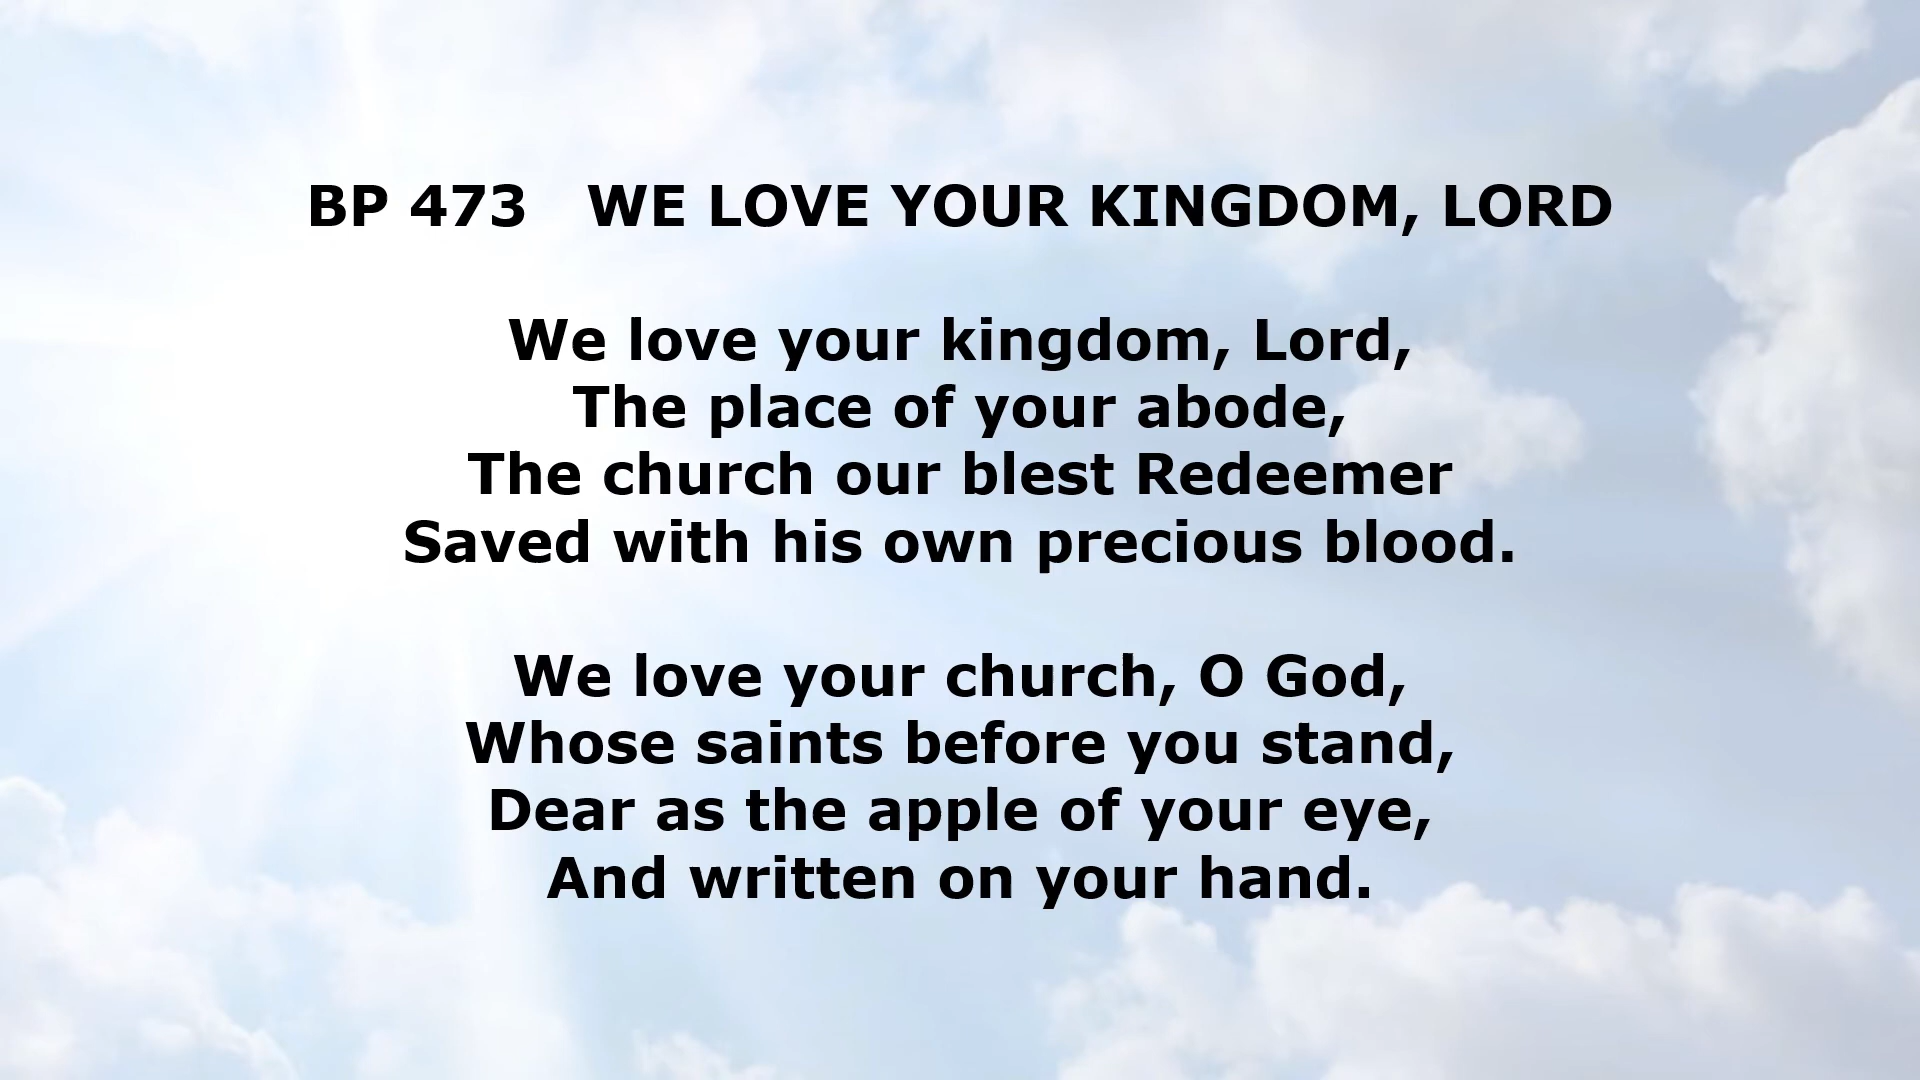 BP 473   WE LOVE YOUR KINGDOM, LORD
We love your kingdom, Lord,
The place of your abode,
The church our blest Redeemer
Saved with his own precious blood.
We love your church, O God,
Whose saints before you stand,
Dear as the apple of your eye,
And written on your hand.